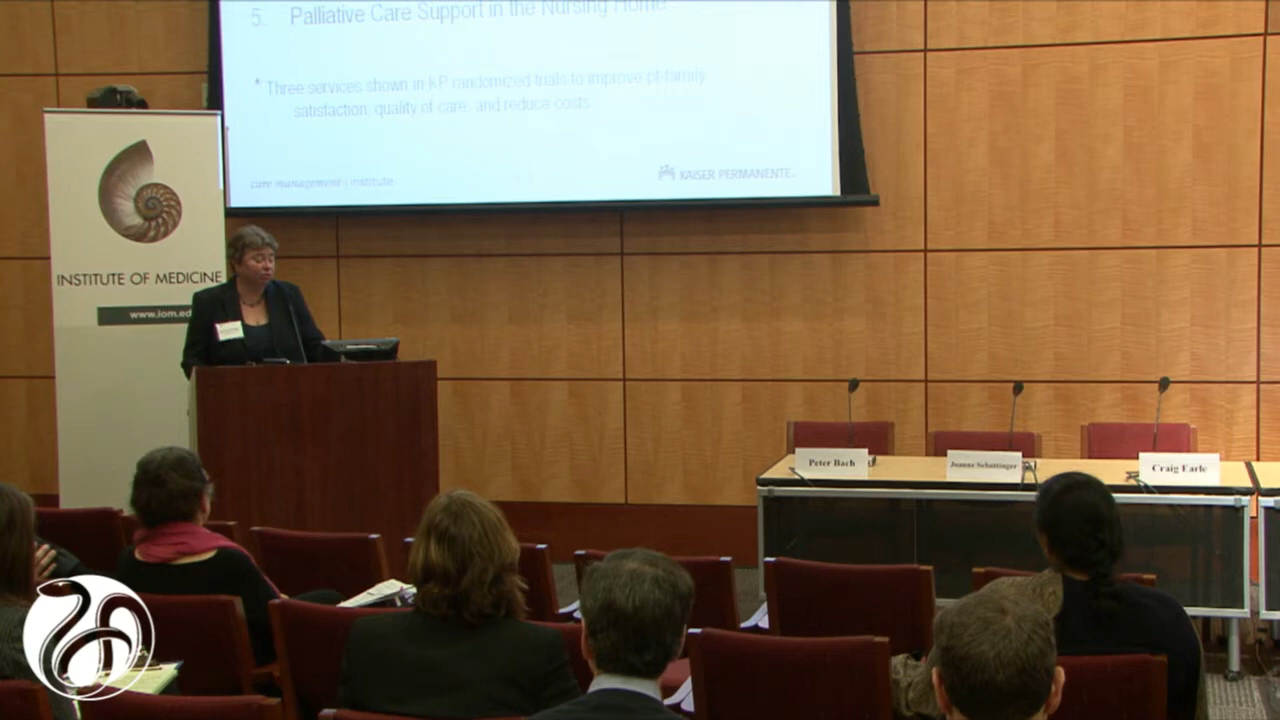 5. Palliative Care Support in the Nursing Home
* Three services shown in KP randomized trials to improve pt-family
satisfaction, quality of care, and reduce costs.
care management | institute
KAISER PERMANENTE®
INSTITUTE OF MEDICINE
www.iom.ed
Peter Bach
Joanne Schottinger
Craig Earle